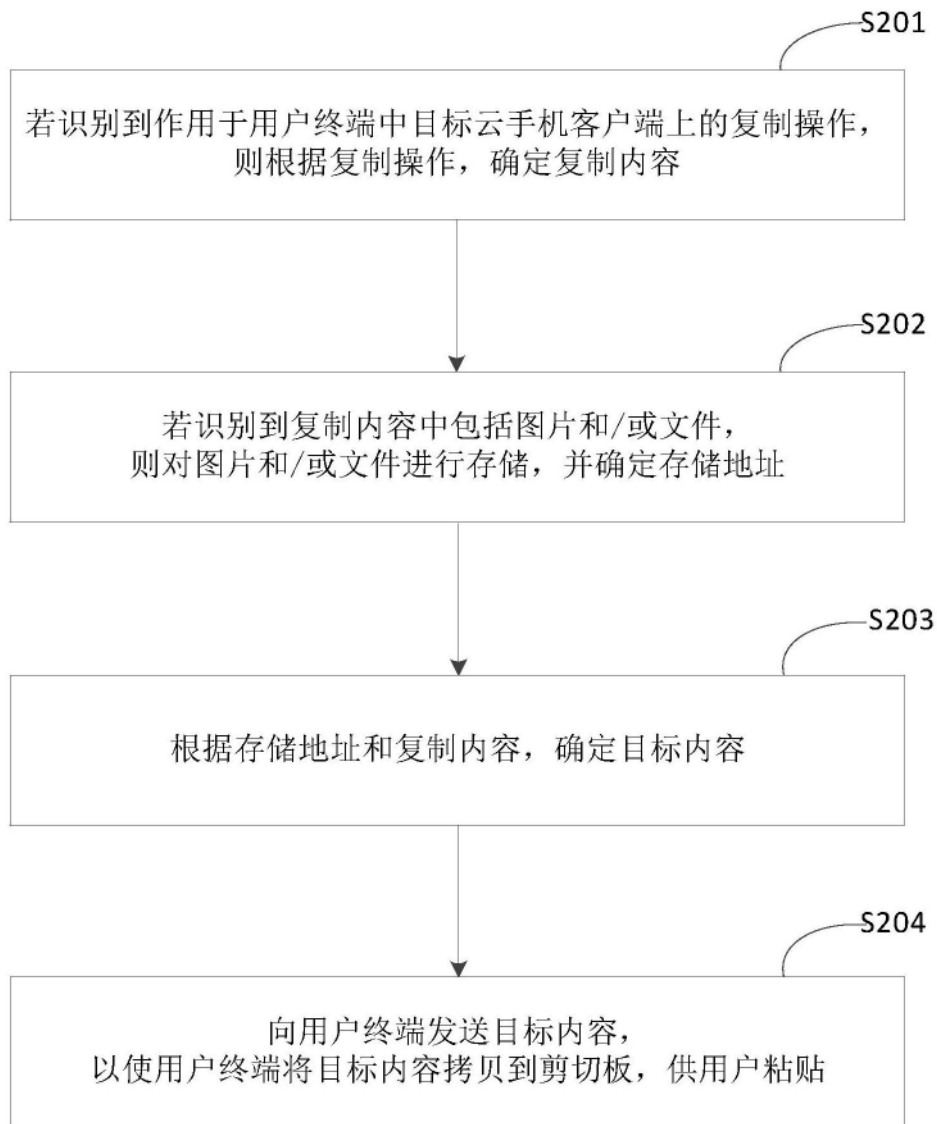 S201
若识别到作用于用户终端中目标云手机客户端上的复制操作，
则根据复制操作，确定复制内容
S202
若识别到复制内容中包括图片和/或文件，
则对图片和/或文件进行存储，并确定存储地址
S203
根据存储地址和复制内容，确定目标内容
S204
向用户终端发送目标内容，
以使用户终端将目标内容拷贝到剪切板，供用户粘贴